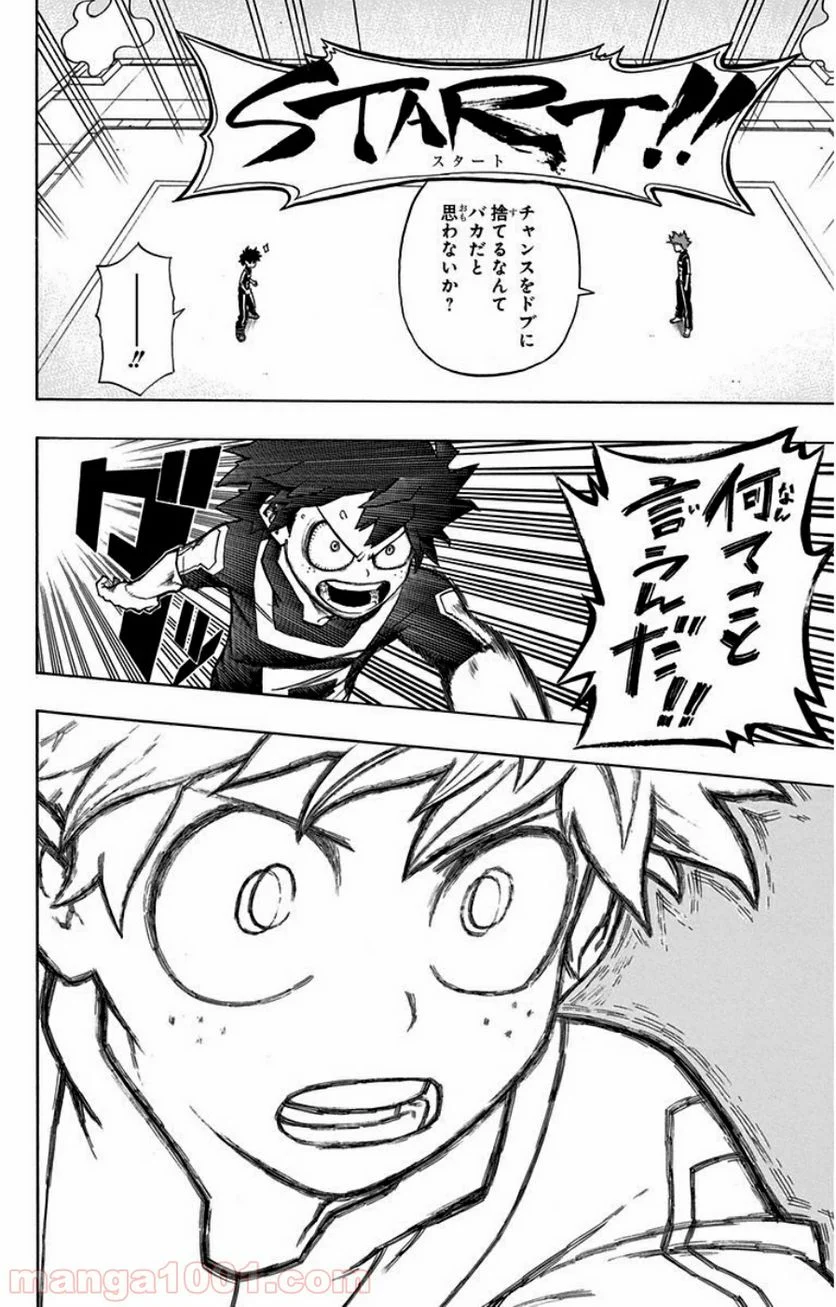 START!!
スタート
チャンスをドブに
捨てるなんて
バカだと
思わないか?
――!!
何てこと
言うんだ!!
ダッ
manga1001.com